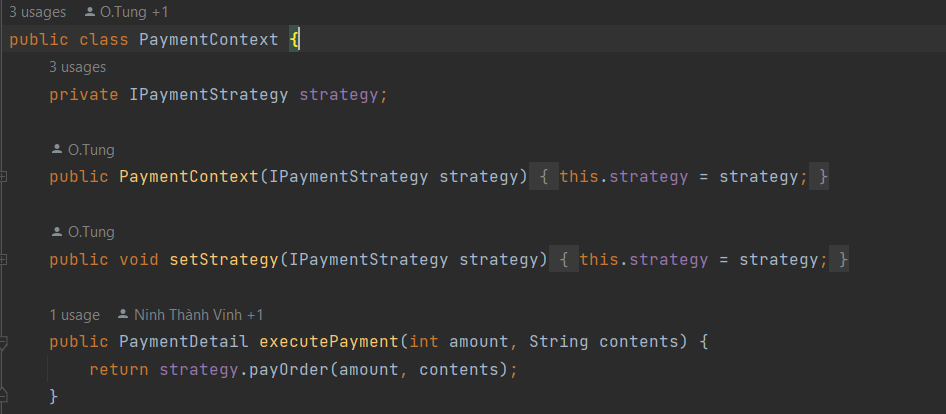 3 usages O.Tung +1
public class PaymentContext {
3 usages
private IPaymentStrategy strategy;
O.Tung
public PaymentContext(IPaymentStrategy strategy) { this.strategy = strategy; }
O.Tung
public void setStrategy(IPaymentStrategy strategy) { this.strategy = strategy; }
1 usage Ninh Thành Vinh +1
public PaymentDetail executePayment(int amount, String contents) {
return strategy.payOrder(amount, contents);
}